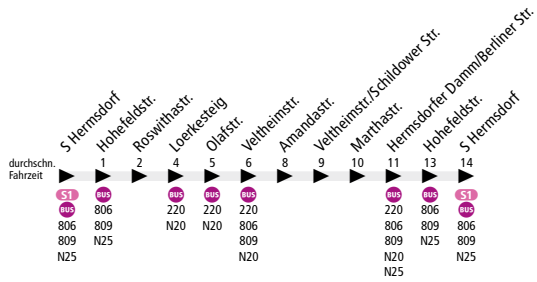 S Hermsdorf
Hohefeldstr.
Roswithastr.
Loerkesteig
Olafstr.
Veltheimstr.
Amandastr.
Veltheimstr./Schildower Str.
Marthastr.
Hermsdorfer Damm/Berliner Str.
Hohefeldstr.
S Hermsdorf
durchschn. 1 2 4 5 6 8 9 10 11 13 14
Fahrzeit
S1 BUS BUS BUS BUS BUS BUS S1
BUS 806 220 220 220 220 806 BUS
806 809 N20 N20 806 806 809 806
809 N25 809 809 N25 809
N25 N20 N20 N25
N25